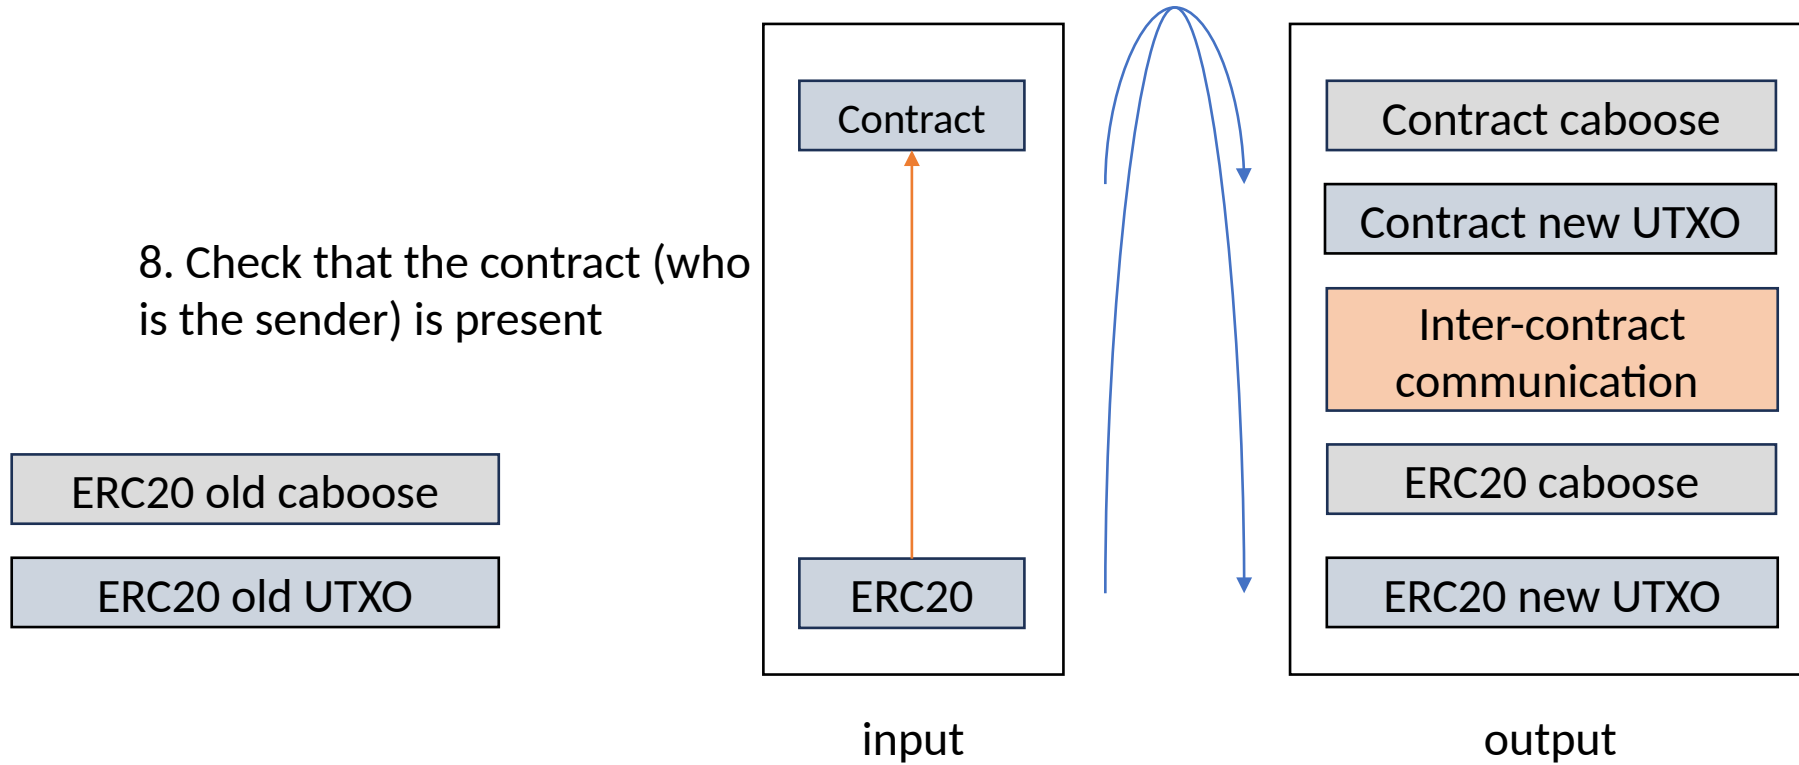 8. Check that the contract (who
is the sender) is present
ERC20 old caboose
ERC20 old UTXO
Contract
ERC20
input
Contract caboose
Contract new UTXO
Inter-contract
communication
ERC20 caboose
ERC20 new UTXO
output